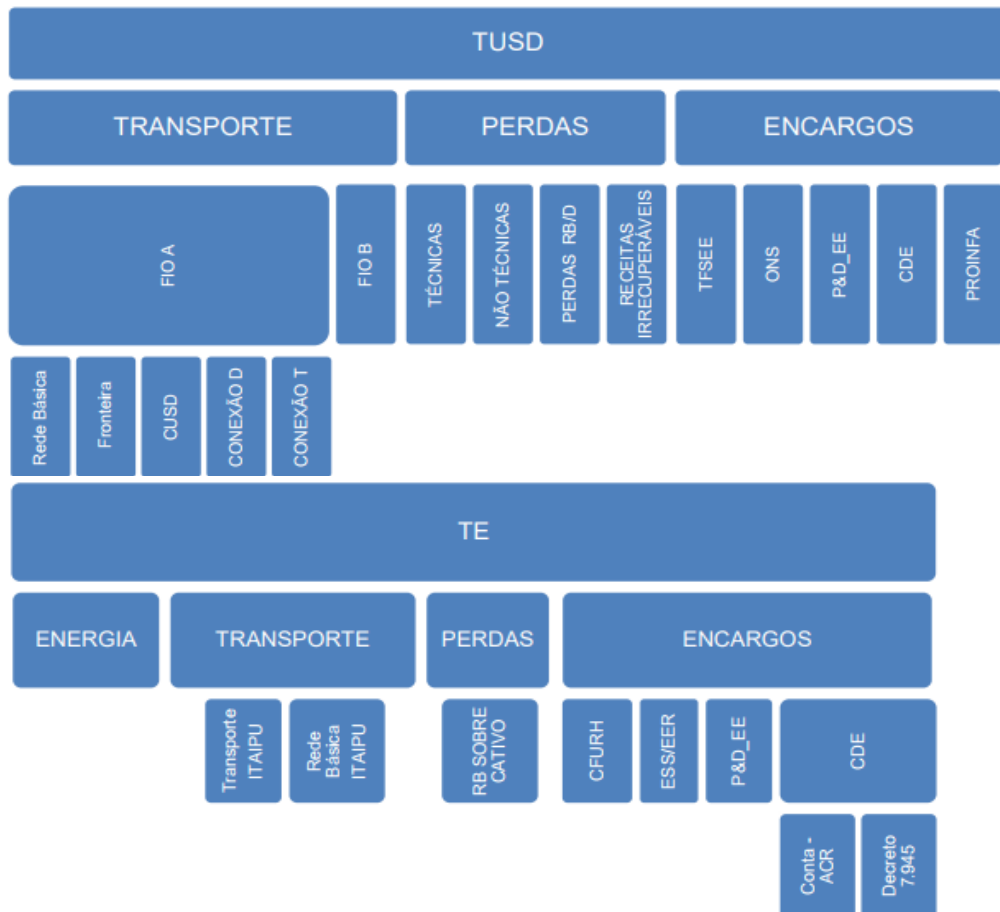 TUSD
TRANSPORTE
PERDAS
ENCARGOS
FIO A
FIO B
TÉCNICAS
NÃO TÉCNICAS
PERDAS RB/D
RECEITAS
IRRECUPERÁVEIS
TFSEE
ONS
P&D_EE
CDE
PROINFA
Rede Básica
Fronteira
CUSD
CONEXÃO D
CONEXÃO T
TE
ENERGIA
TRANSPORTE
PERDAS
ENCARGOS
Transporte
ITAIPU
Rede
Básica
ITAIPU
RB SOBRE
CATIVO
CFURH
ESS/EER
P&D_EE
CDE
Conta -
ACR
Decreto
7.945